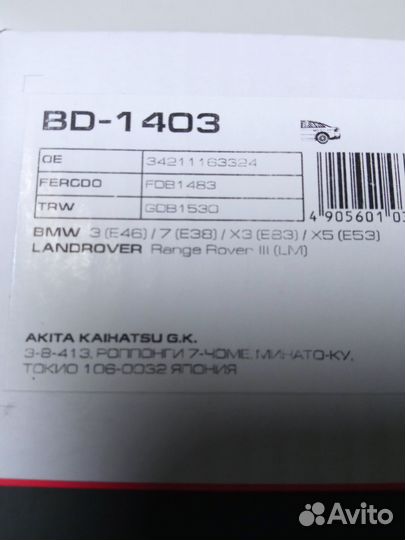 BD-1403
OE 34211163324
FERODO FDB1483
TRW GDB1530
4 905601 0
BMW 3 (E46) / 7 (E38) / X3 (E83) / X5 (E53)
LANDROVER Range Rover III (LM)
AKITA KAIHATSU G.K.
3-8-413, РОППОНГИ 7-ЧОМЕ, МИНАТО-КУ,
ТОКИО 106-0032 ЯПОНИЯ
Avito